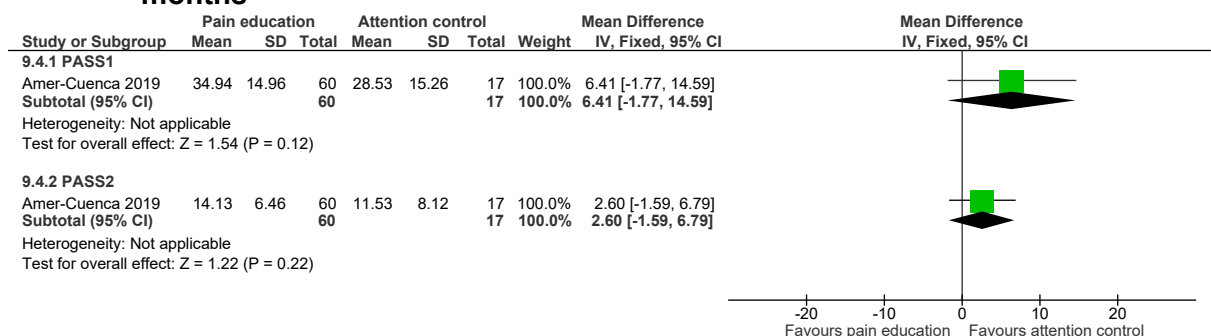 months
Pain education Attention control Mean Difference Mean Difference
Study or Subgroup Mean SD Total Mean SD Total Weight IV, Fixed, 95% CI IV, Fixed, 95% CI
9.4.1 PASS1
Amer-Cuenca 2019 34.94 14.96 60 28.53 15.26 17 100.0% 6.41 [-1.77, 14.59]
Subtotal (95% CI) 60 17 100.0% 6.41 [-1.77, 14.59]
Heterogeneity: Not applicable
Test for overall effect: Z = 1.54 (P = 0.12)
9.4.2 PASS2
Amer-Cuenca 2019 14.13 6.46 60 11.53 8.12 17 100.0% 2.60 [-1.59, 6.79]
Subtotal (95% CI) 60 17 100.0% 2.60 [-1.59, 6.79]
Heterogeneity: Not applicable
Test for overall effect: Z = 1.22 (P = 0.22)
-20 -10 0 10 20
Favours pain education Favours attention control